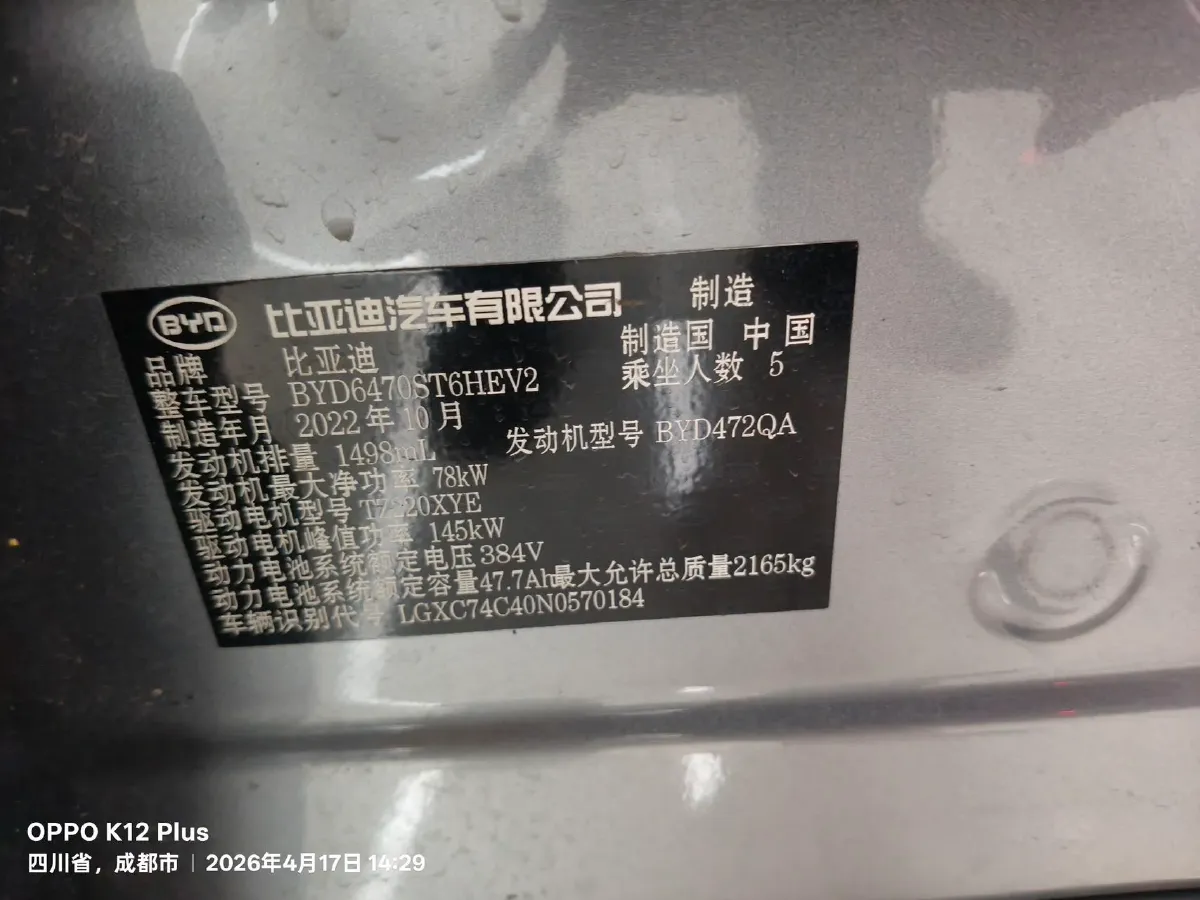 BYD 比亚迪汽车有限公司 制造
品牌 比亚迪 制造国 中国
整车型号 BYD6470ST6HEV2 乘坐人数 5
制造年月 2022年10月
发动机排量 1498mL 发动机型号 BYD472QA
发动机最大净功率 78kW
驱动电机型号 TZ220XYE
驱动电机峰值功率 145kW
动力电池系统额定电压 384V
动力电池系统额定容量 47.7Ah 最大允许总质量 2165kg
车辆识别代号 LGXC74C40N0570184
OPPO K12 Plus
四川省，成都市 | 2026年4月17日 14:29